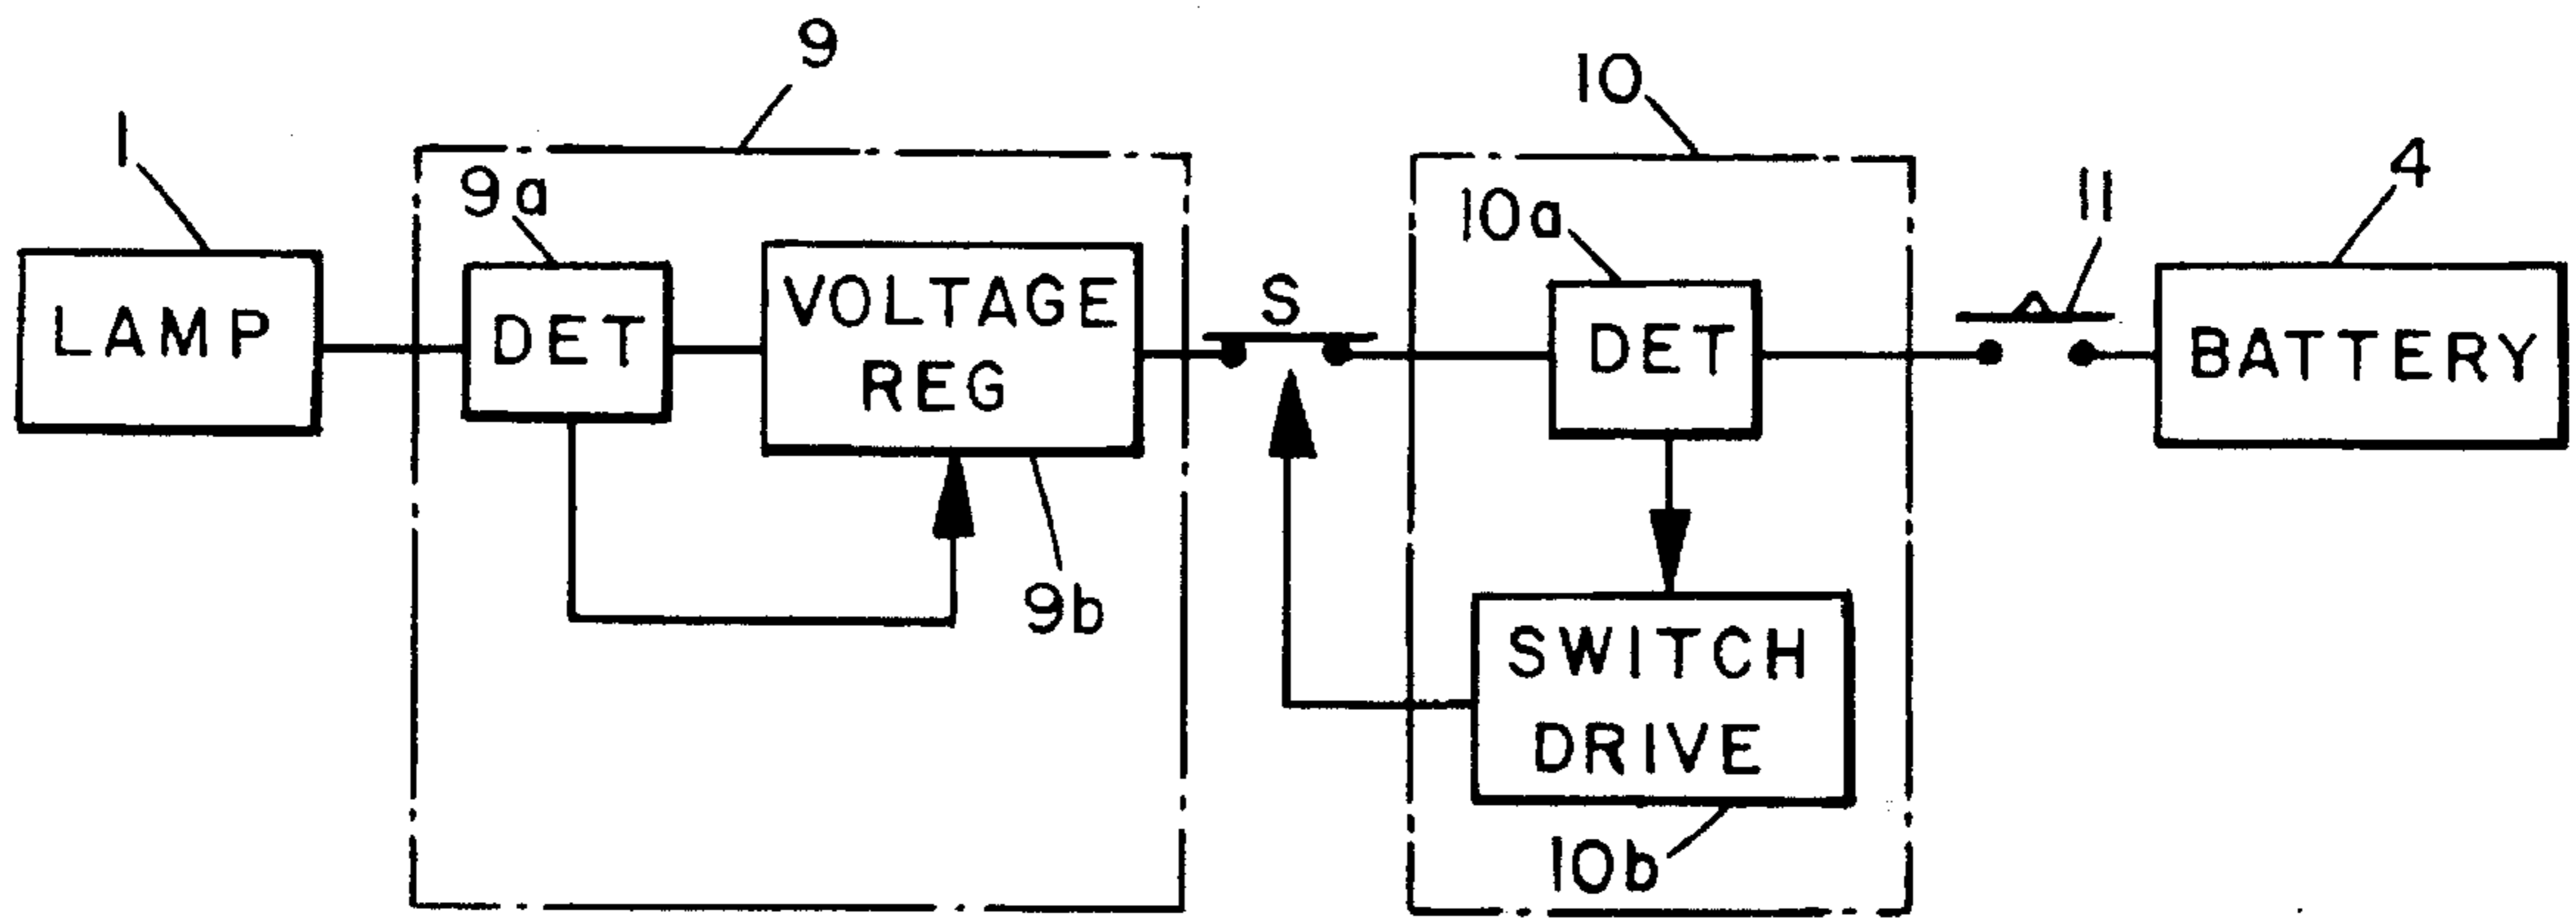 9
10
1
4
9a
10a
11
LAMP
DET
VOLTAGE
REG
S
DET
BATTERY
9b
SWITCH
DRIVE
10b